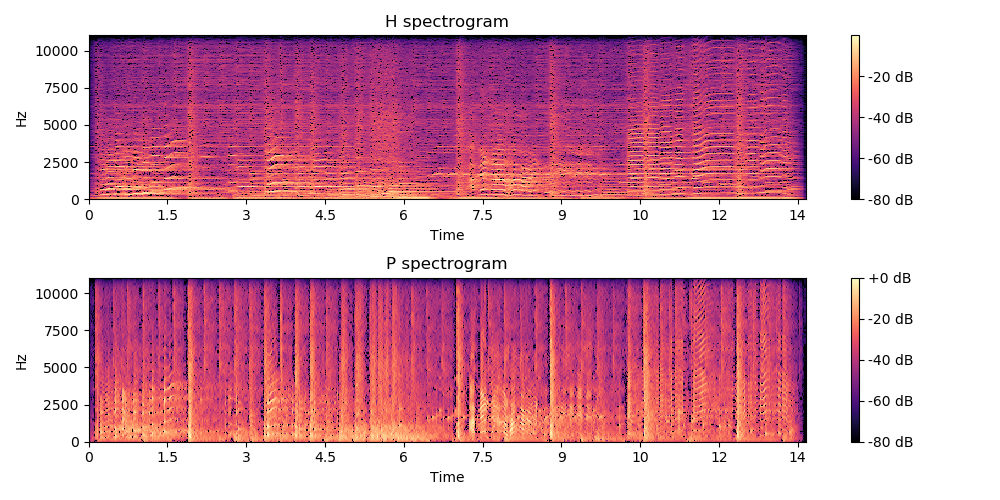 H spectrogram
10000
7500
5000
2500
0
Hz
0 1.5 3 4.5 6 7.5 9 10 12 14
Time
-20 dB
-40 dB
-60 dB
-80 dB
P spectrogram
10000
7500
5000
2500
0
Hz
0 1.5 3 4.5 6 7.5 9 10 12 14
Time
+0 dB
-20 dB
-40 dB
-60 dB
-80 dB